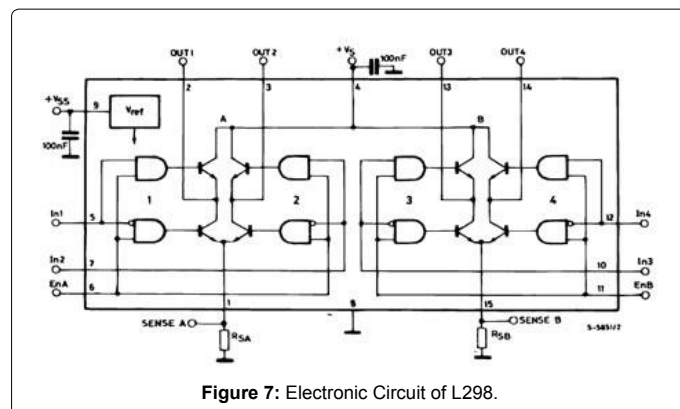 OUT1 OUT2 +Vs 100nF OUT3 OUT4
2 3 4 13 14
+VSS 9 Vref A B
100nF
1 2 3 4
In1 5 12 In4
In2 7 10 In3
EnA 6 11 EnB
1 8 15
SENSE A SENSE B S-5851/2
RSA RSB
Figure 7: Electronic Circuit of L298.